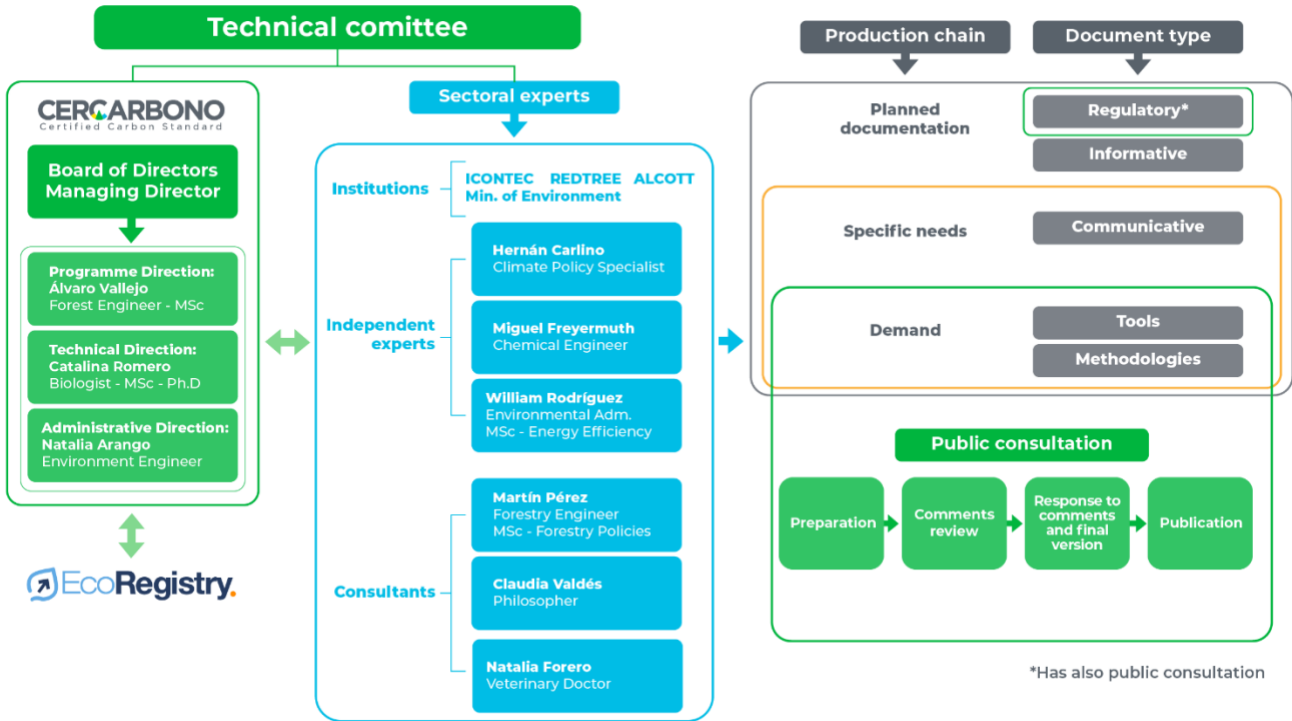 Technical comittee
CERCARBONO
Certified Carbon Standard
Board of Directors
Managing Director
Programme Direction:
Álvaro Vallejo
Forest Engineer - MSc
Technical Direction:
Catalina Romero
Biologist - MSc - Ph.D
Administrative Direction:
Natalia Arango
Environment Engineer
EcoRegistry.
Sectoral experts
Institutions
ICONTEC REDTREE ALCOTT
Min. of Environment
Independent
experts
Hernán Carlino
Climate Policy Specialist
Miguel Freyermuth
Chemical Engineer
William Rodríguez
Environmental Adm.
MSc - Energy Efficiency
Consultants
Martín Pérez
Forestry Engineer
MSc - Forestry Policies
Claudia Valdés
Philosopher
Natalia Forero
Veterinary Doctor
Production chain
Document type
Planned
documentation
Regulatory*
Informative
Specific needs
Communicative
Demand
Tools
Methodologies
Public consultation
Preparation
Comments
review
Response to
comments
and final
version
Publication
*Has also public consultation